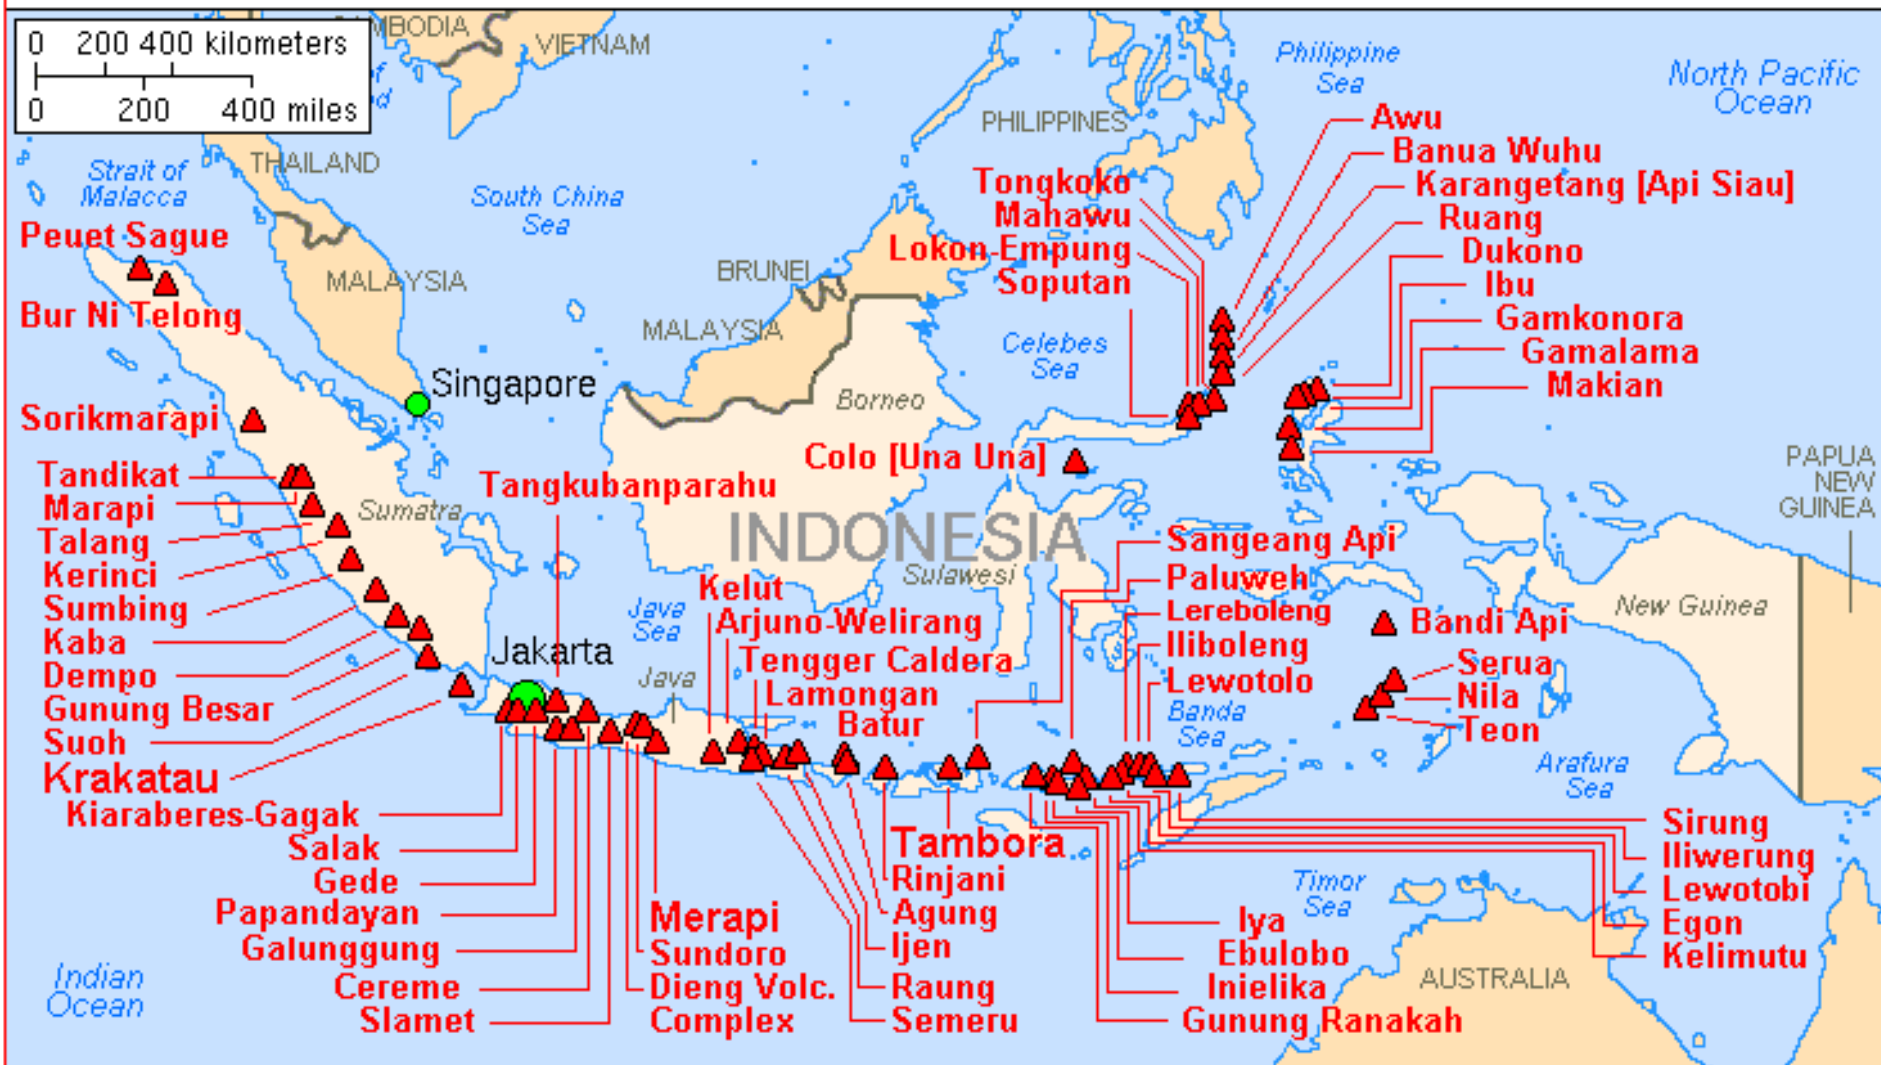 0 200 400 kilometers
0 200 400 miles
CAMBODIA
VIETNAM
THAILAND
Strait of
Malacca
South China
Sea
MALAYSIA
BRUNEI
MALAYSIA
PHILIPPINES
Philippine
Sea
North Pacific
Ocean
Celebes
Sea
Singapore
Borneo
Sumatra
INDONESIA
Sulawesi
Java
Sea
Jakarta
Java
Banda
Sea
New Guinea
PAPUA
NEW
GUINEA
Arafura
Sea
Timor
Sea
AUSTRALIA
Indian
Ocean
Peuet Sague
Bur Ni Telong
Sorikmarapi
Tandikat
Marapi
Talang
Kerinci
Sumbing
Kaba
Dempo
Gunung Besar
Suoh
Krakatau
Kiaraberes-Gagak
Salak
Gede
Papandayan
Galunggung
Cereme
Slamet
Tangkubanparahu
Merapi
Sundoro
Dieng Volc.
Complex
Kelut
Arjuno-Welirang
Tengger Caldera
Lamongan
Batur
Tambora
Rinjani
Agung
Ijen
Raung
Semeru
Tongkoko
Mahawu
Lokon-Empung
Soputan
Colo [Una Una]
Awu
Banua Wuhu
Karangetang [Api Siau]
Ruang
Dukono
Ibu
Gamkonora
Gamalama
Makian
Sangeang Api
Paluweh
Lereboleng
Iliboleng
Lewotolo
Bandi Api
Serua
Nila
Teon
Sirung
Iliwerung
Lewotobi
Egon
Kelimutu
Iya
Ebulobo
Inielika
Gunung Ranakah